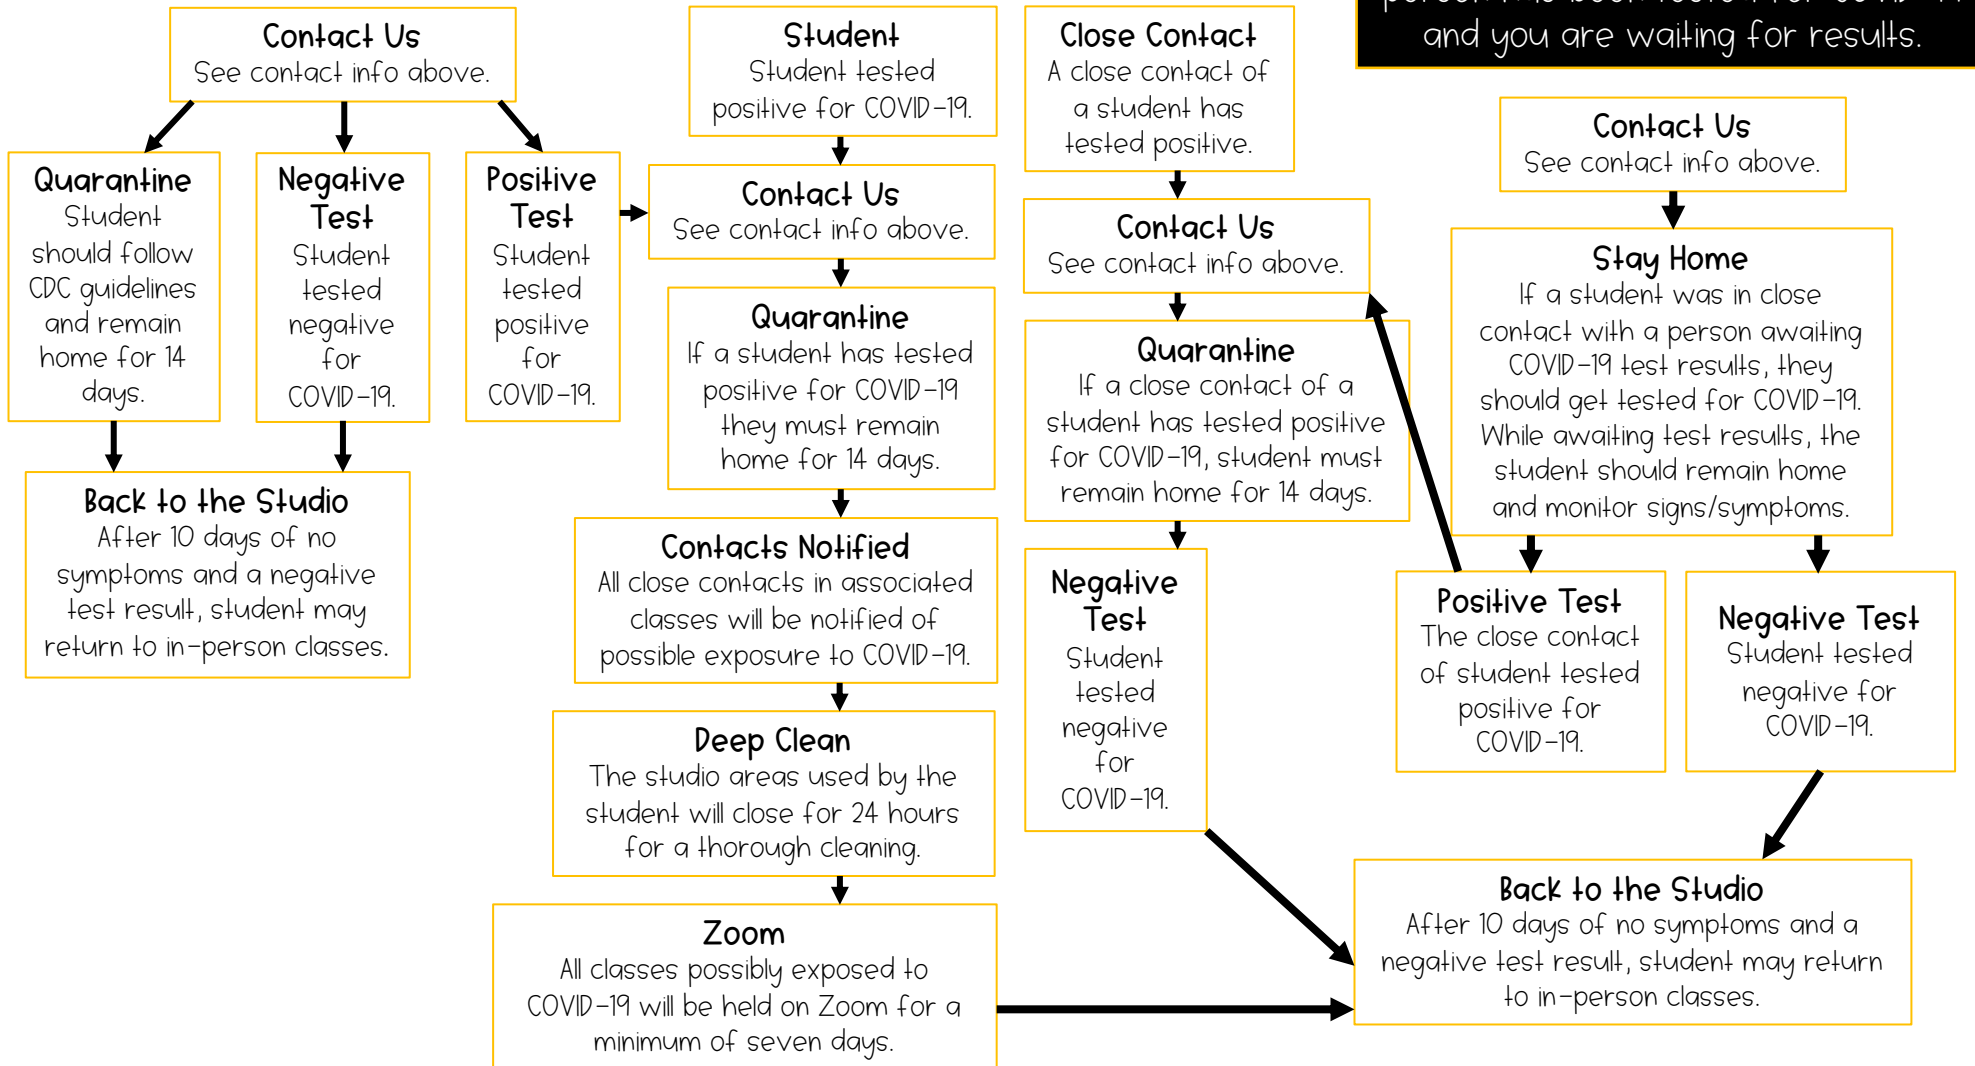 and you are waiting for results.
Contact Us
See contact info above.
Quarantine
Student
should follow
CDC guidelines
and remain
home for 14
days.
Negative
Test
Student
tested
negative
for
COVID-19.
Positive
Test
Student
tested
positive
for
COVID-19.
Back to the Studio
After 10 days of no
symptoms and a negative
test result, student may
return to in-person classes.
Student
Student tested
positive for COVID-19.
Contact Us
See contact info above.
Quarantine
If a student has tested
positive for COVID-19
they must remain
home for 14 days.
Contacts Notified
All close contacts in associated
classes will be notified of
possible exposure to COVID-19.
Deep Clean
The studio areas used by the
student will close for 24 hours
for a thorough cleaning.
Zoom
All classes possibly exposed to
COVID-19 will be held on Zoom for a
minimum of seven days.
Close Contact
A close contact of
a student has
tested positive.
Contact Us
See contact info above.
Quarantine
If a close contact of a
student has tested positive
for COVID-19, student must
remain home for 14 days.
Negative
Test
Student
tested
negative
for
COVID-19.
Contact Us
See contact info above.
Stay Home
If a student was in close
contact with a person awaiting
COVID-19 test results, they
should get tested for COVID-19.
While awaiting test results, the
student should remain home
and monitor signs/symptoms.
Positive Test
The close contact
of student tested
positive for
COVID-19.
Negative Test
Student tested
negative for
COVID-19.
Back to the Studio
After 10 days of no symptoms and a
negative test result, student may return
to in-person classes.